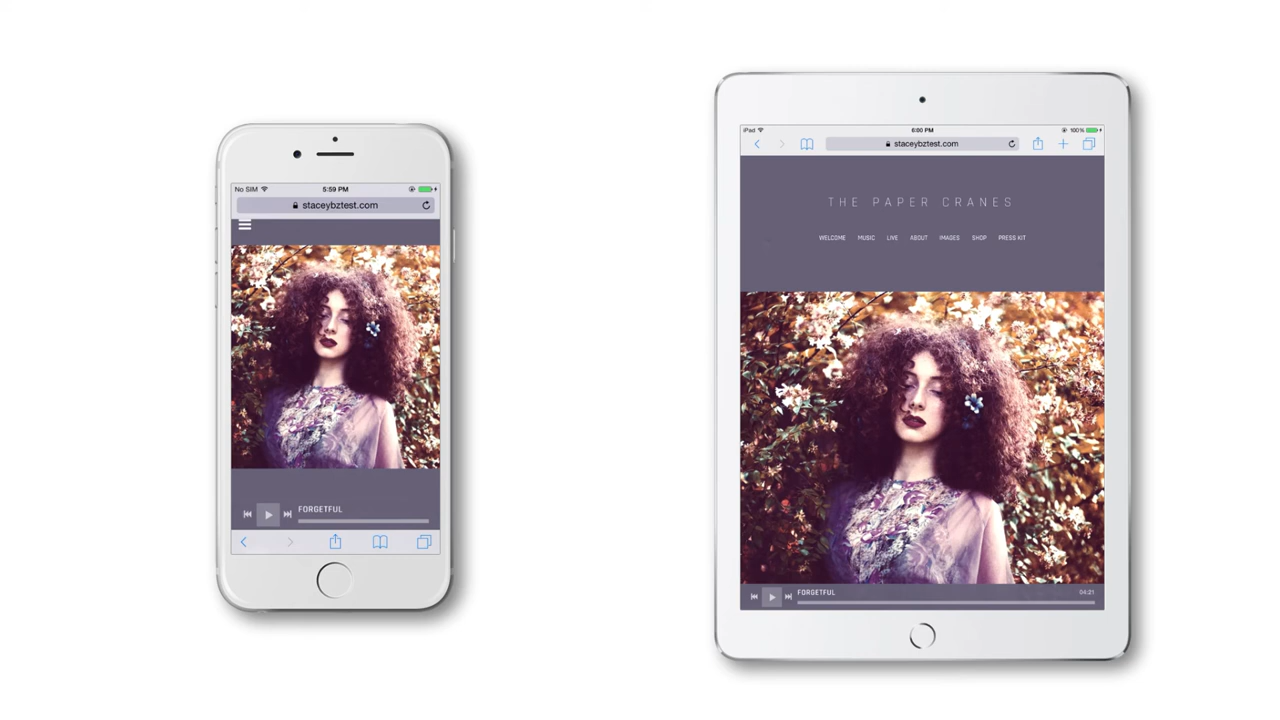 No SIM 5:59 PM
staceybztest.com
FORGETFUL
iPad 6:00 PM 100%
staceybztest.com
THE PAPER CRANES
WELCOME MUSIC LIVE ABOUT IMAGES SHOP PRESS KIT
FORGETFUL 04:21